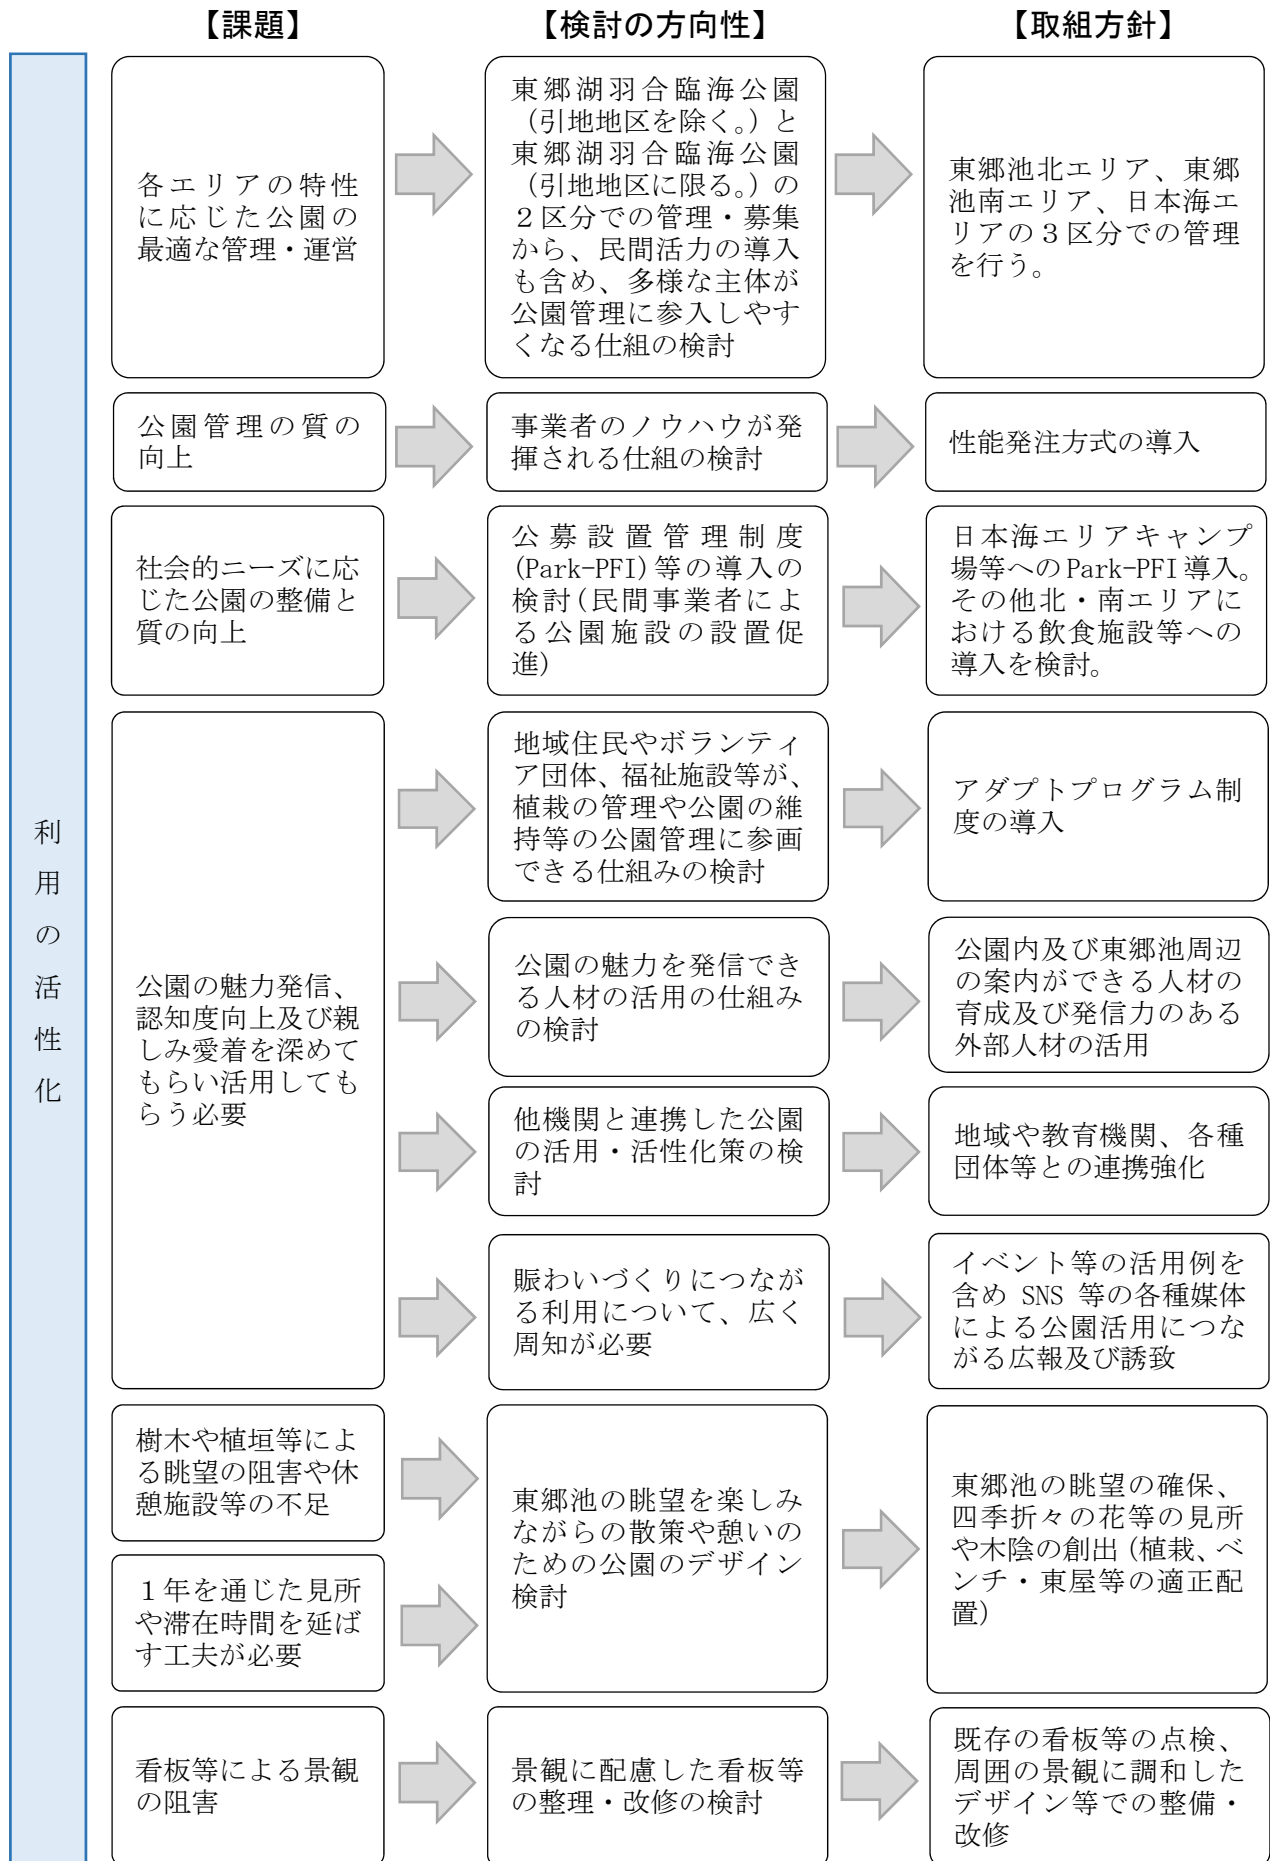 【課題】
【検討の方向性】
【取組方針】
利用の活性化
各エリアの特性
に応じた公園の
最適な管理・運営
東郷湖羽合臨海公園
（引地地区を除く。）と
東郷湖羽合臨海公園
（引地地区に限る。）の
２区分での管理・募集
から、民間活力の導入
も含め、多様な主体が
公園管理に参入しやす
くなる仕組の検討
東郷池北エリア、東郷
池南エリア、日本海エ
リアの３区分での管理
を行う。
公園管理の質の
向上
事業者のノウハウが発
揮される仕組の検討
性能発注方式の導入
社会的ニーズに応
じた公園の整備と
質の向上
公募設置管理制度
(Park-PFI)等の導入の
検討(民間事業者によ
る公園施設の設置促
進)
日本海エリアキャンプ
場等へのPark-PFI導入。
その他北・南エリアに
おける飲食施設等への
導入を検討。
公園の魅力発信、
認知度向上及び親
しみ愛着を深めて
もらい活用しても
らう必要
地域住民やボランティ
ア団体、福祉施設等が、
植栽の管理や公園の維
持等の公園管理に参画
できる仕組みの検討
アダプトプログラム制
度の導入
公園の魅力を発信でき
る人材の活用の仕組み
の検討
公園内及び東郷池周辺
の案内ができる人材の
育成及び発信力のある
外部人材の活用
他機関と連携した公園
の活用・活性化策の検
討
地域や教育機関、各種
団体等との連携強化
賑わいづくりにつなが
る利用について、広く
周知が必要
イベント等の活用例を
含め SNS 等の各種媒体
による公園活用につな
がる広報及び誘致
樹木や植垣等によ
る眺望の阻害や休
憩施設等の不足
１年を通じた見所
や滞在時間を延ば
す工夫が必要
東郷池の眺望を楽しみ
ながらの散策や憩いの
ための公園のデザイン
検討
東郷池の眺望の確保、
四季折々の花等の見所
や木陰の創出（植栽、ベ
ンチ・東屋等の適正配
置）
看板等による景観
の阻害
景観に配慮した看板等
の整理・改修の検討
既存の看板等の点検、
周囲の景観に調和した
デザイン等での整備・
改修